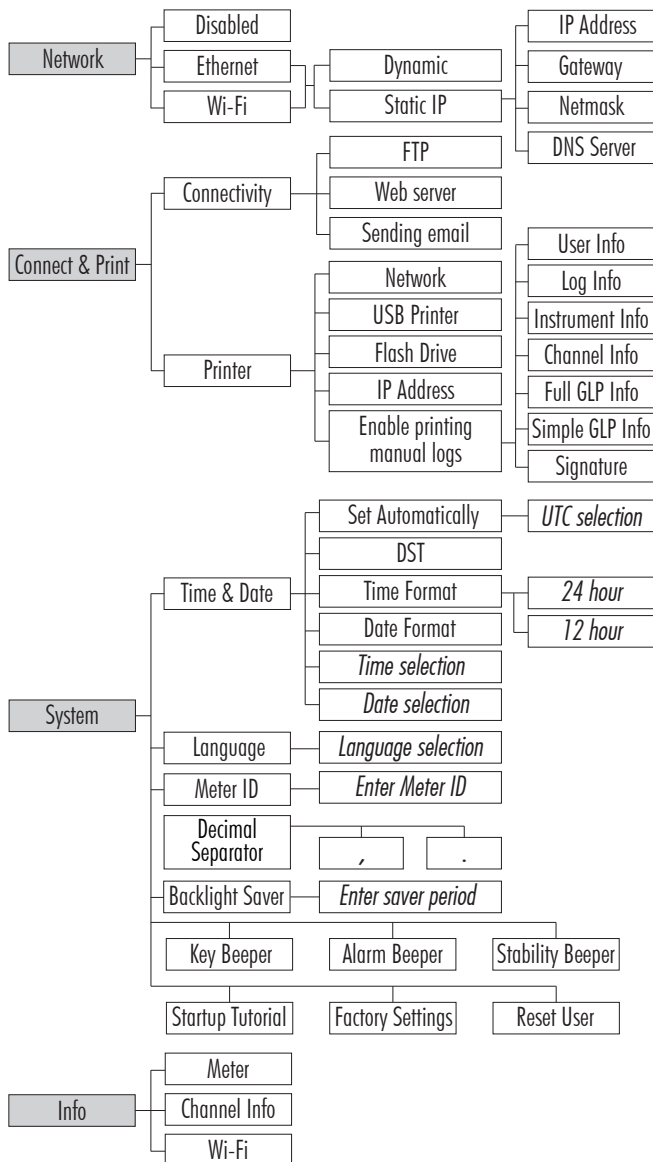 Network
Disabled
Ethernet
Wi-Fi
Dynamic
Static IP
IP Address
Gateway
Netmask
DNS Server
Connect & Print
Connectivity
FTP
Web server
Sending email
Printer
Network
USB Printer
Flash Drive
IP Address
Enable printing
manual logs
User Info
Log Info
Instrument Info
Channel Info
Full GLP Info
Simple GLP Info
Signature
System
Time & Date
Set Automatically
UTC selection
DST
Time Format
24 hour
12 hour
Date Format
Time selection
Date selection
Language
Language selection
Meter ID
Enter Meter ID
Decimal
Separator
,
.
Backlight Saver
Enter saver period
Key Beeper
Alarm Beeper
Stability Beeper
Startup Tutorial
Factory Settings
Reset User
Info
Meter
Channel Info
Wi-Fi